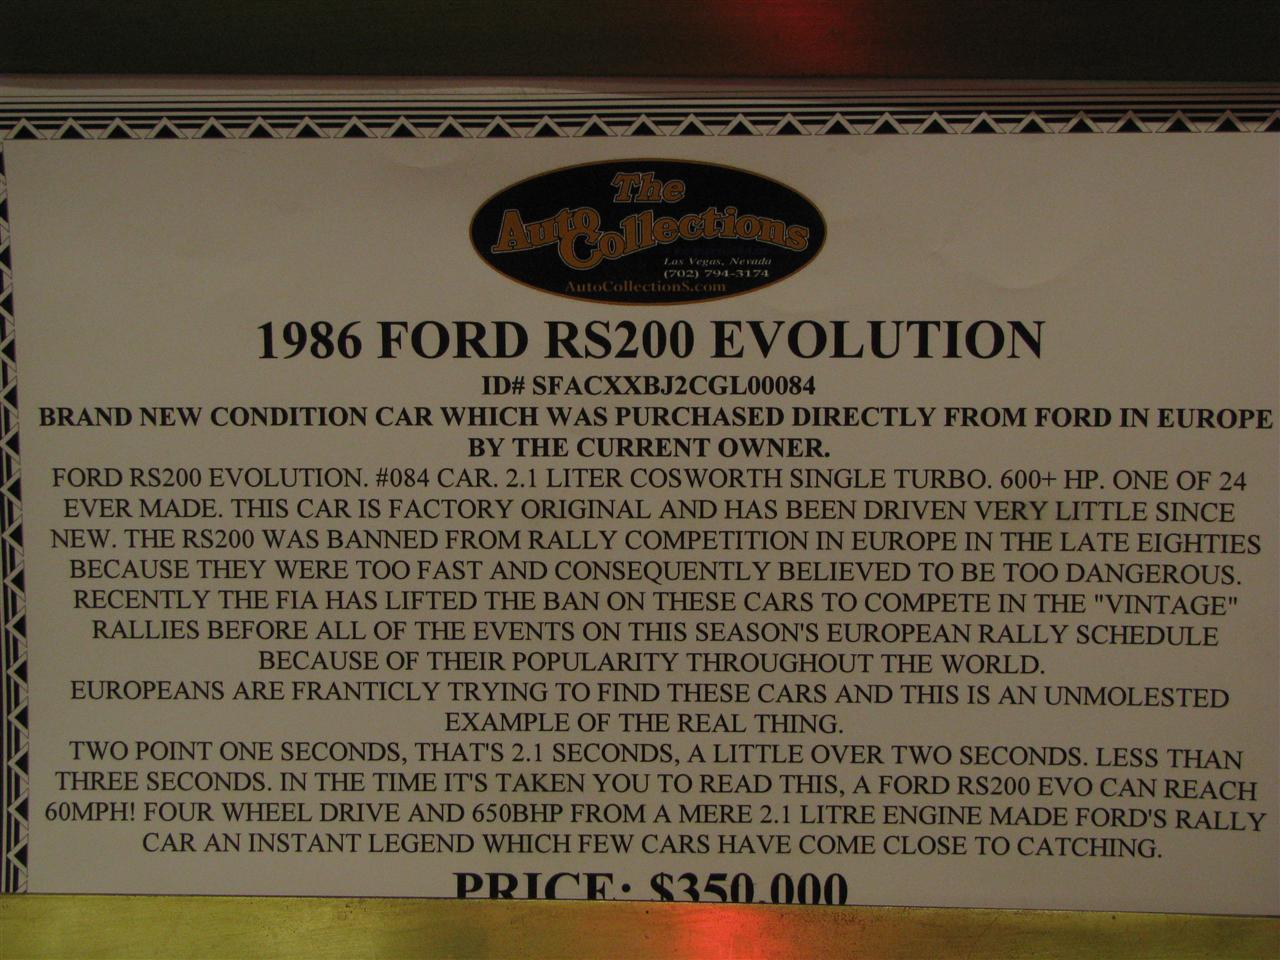 The
Auto
Collections
Las Vegas, Nevada
(702) 794-3174
AutoCollectionS.com
1986 FORD RS200 EVOLUTION
ID# SFACXXBJ2CGL00084
BRAND NEW CONDITION CAR WHICH WAS PURCHASED DIRECTLY FROM FORD IN EUROPE
BY THE CURRENT OWNER.
FORD RS200 EVOLUTION. #084 CAR. 2.1 LITER COSWORTH SINGLE TURBO. 600+ HP. ONE OF 24
EVER MADE. THIS CAR IS FACTORY ORIGINAL AND HAS BEEN DRIVEN VERY LITTLE SINCE
NEW. THE RS200 WAS BANNED FROM RALLY COMPETITION IN EUROPE IN THE LATE EIGHTIES
BECAUSE THEY WERE TOO FAST AND CONSEQUENTLY BELIEVED TO BE TOO DANGEROUS.
RECENTLY THE FIA HAS LIFTED THE BAN ON THESE CARS TO COMPETE IN THE "VINTAGE"
RALLIES BEFORE ALL OF THE EVENTS ON THIS SEASON'S EUROPEAN RALLY SCHEDULE
BECAUSE OF THEIR POPULARITY THROUGHOUT THE WORLD.
EUROPEANS ARE FRANTICLY TRYING TO FIND THESE CARS AND THIS IS AN UNMOLESTED
EXAMPLE OF THE REAL THING.
TWO POINT ONE SECONDS, THAT'S 2.1 SECONDS, A LITTLE OVER TWO SECONDS. LESS THAN
THREE SECONDS. IN THE TIME IT'S TAKEN YOU TO READ THIS, A FORD RS200 EVO CAN REACH
60MPH! FOUR WHEEL DRIVE AND 650BHP FROM A MERE 2.1 LITRE ENGINE MADE FORD'S RALLY
CAR AN INSTANT LEGEND WHICH FEW CARS HAVE COME CLOSE TO CATCHING.
PRICE: $350,000